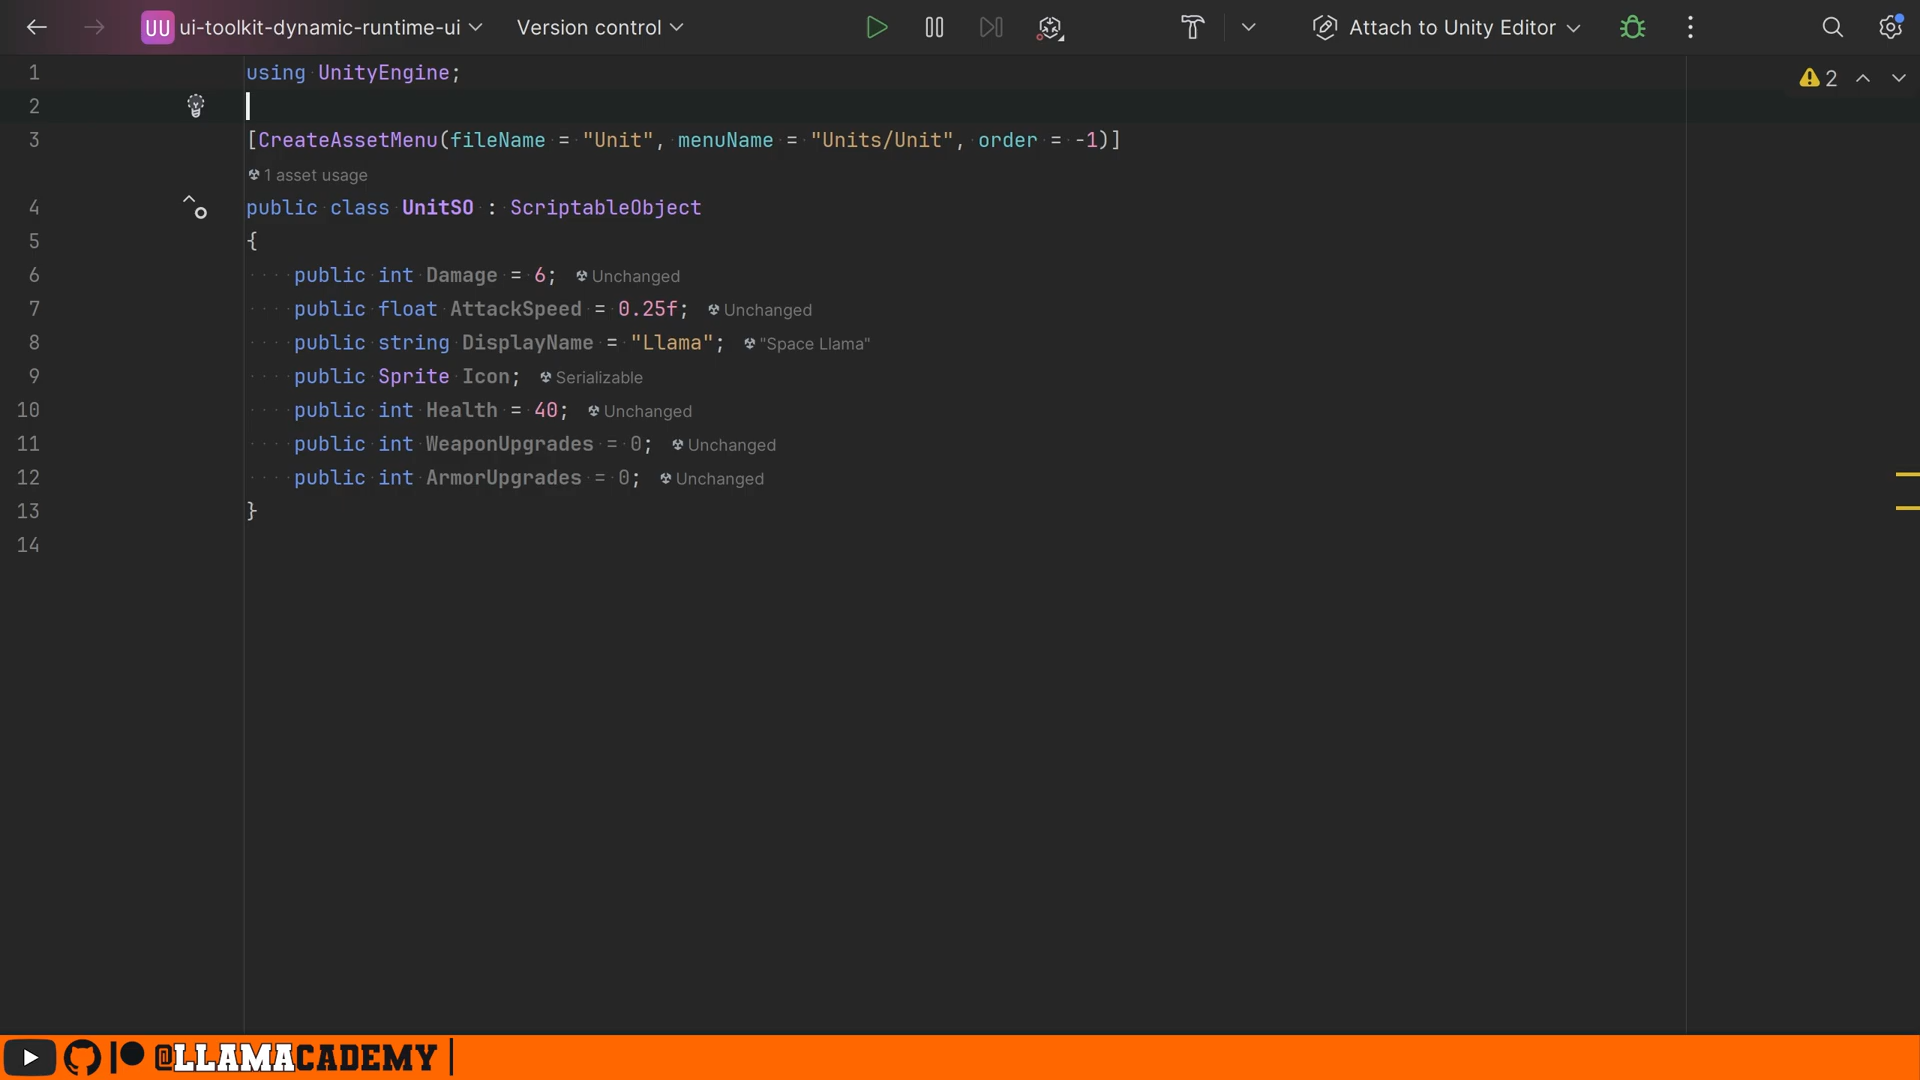 UU ui-toolkit-dynamic-runtime-ui Version control Attach to Unity Editor
1 using UnityEngine; 2
2
3 [CreateAssetMenu(fileName = "Unit", menuName = "Units/Unit", order = -1)]
1 asset usage
4 public class UnitSO : ScriptableObject
5 {
6 public int Damage = 6; Unchanged
7 public float AttackSpeed = 0.25f; Unchanged
8 public string DisplayName = "Llama"; "Space Llama"
9 public Sprite Icon; Serializable
10 public int Health = 40; Unchanged
11 public int WeaponUpgrades = 0; Unchanged
12 public int ArmorUpgrades = 0; Unchanged
13 }
14
@LLAMACADEMY |